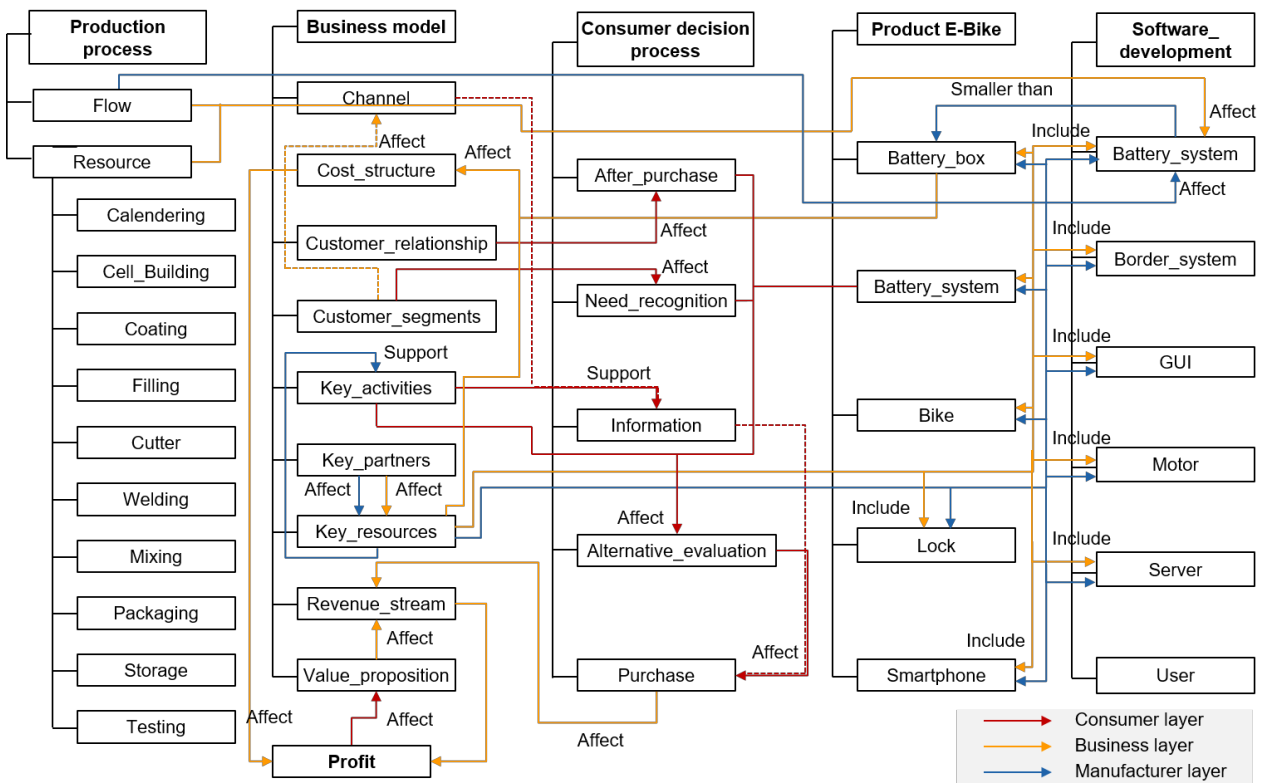 Production
process
Flow
Resource
Calendering
Cell_Building
Coating
Filling
Cutter
Welding
Mixing
Packaging
Storage
Testing
Business model
Channel
Affect
Affect
Cost_structure
Customer_relationship
Customer_segments
Support
Key_activities
Key_partners
Affect
Affect
Key_resources
Revenue_stream
Affect
Value_proposition
Affect
Affect
Profit
Consumer decision
process
After_purchase
Affect
Affect
Need_recognition
Support
Information
Affect
Alternative_evaluation
Affect
Purchase
Affect
Product E-Bike
Smaller than
Battery_box
Battery_system
Bike
Include
Lock
Include
Smartphone
Software_
development
Affect
Include
Battery_system
Affect
Include
Border_system
Include
GUI
Include
Motor
Include
Server
User
Consumer layer
Business layer
Manufacturer layer